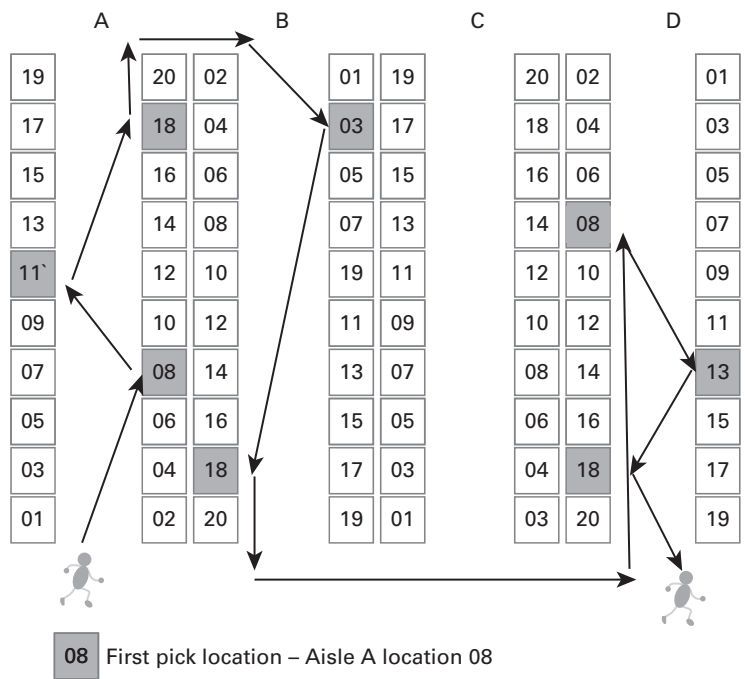 A B C D
19 20 02 01 19 20 02 01
17 18 04 03 17 18 04 03
15 16 06 05 15 16 06 05
13 14 08 07 13 14 08 07
11` 12 10 19 11 12 10 09
09 10 12 11 09 10 12 11
07 08 14 13 07 08 14 13
05 06 16 15 05 06 16 15
03 04 18 17 03 04 18 17
01 02 20 19 01 03 20 19
08 First pick location – Aisle A location 08